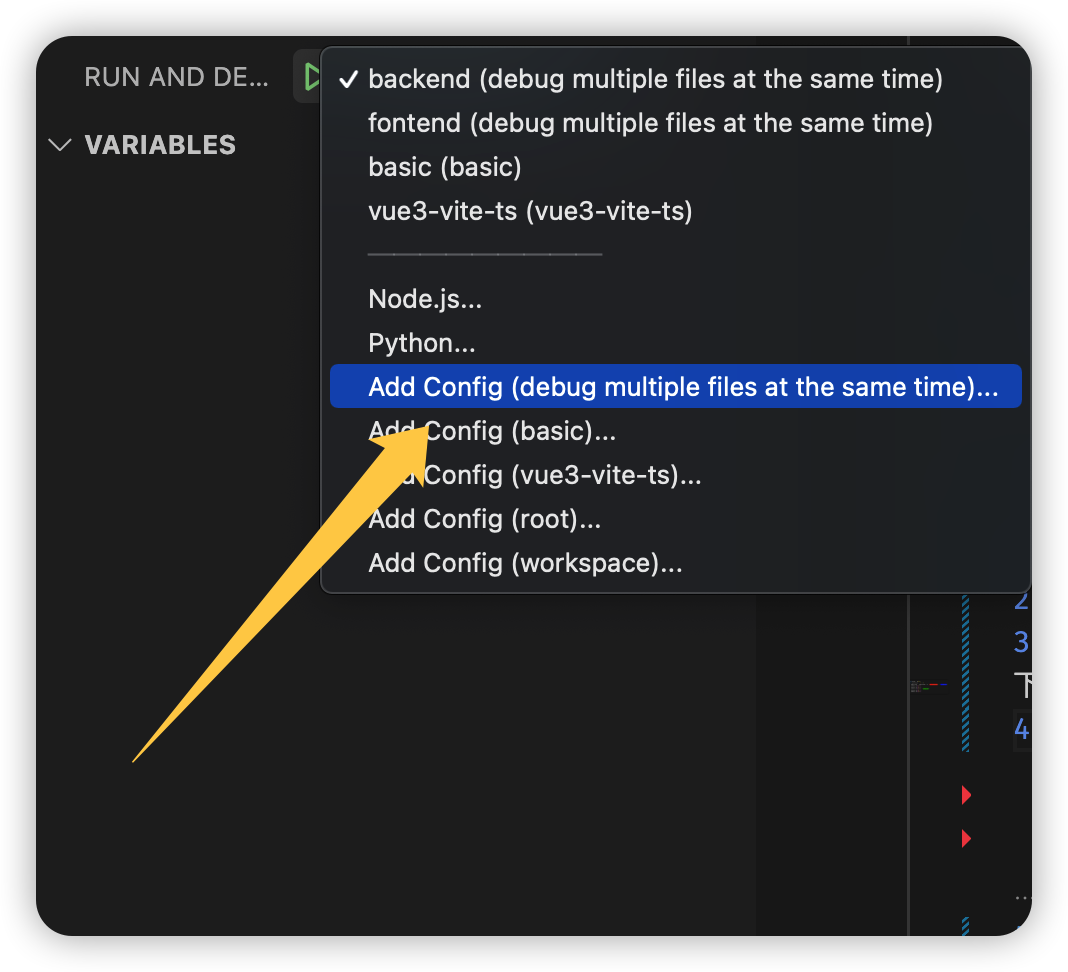 RUN AND DE...
backend (debug multiple files at the same time)
fontend (debug multiple files at the same time)
VARIABLES
basic (basic)
vue3-vite-ts (vue3-vite-ts)
Node.js...
Python...
Add Config (debug multiple files at the same time)...
Add Config (basic)...
Config (vue3-vite-ts)...
Add Config (root)...
Add Config (workspace)...
2
3
4